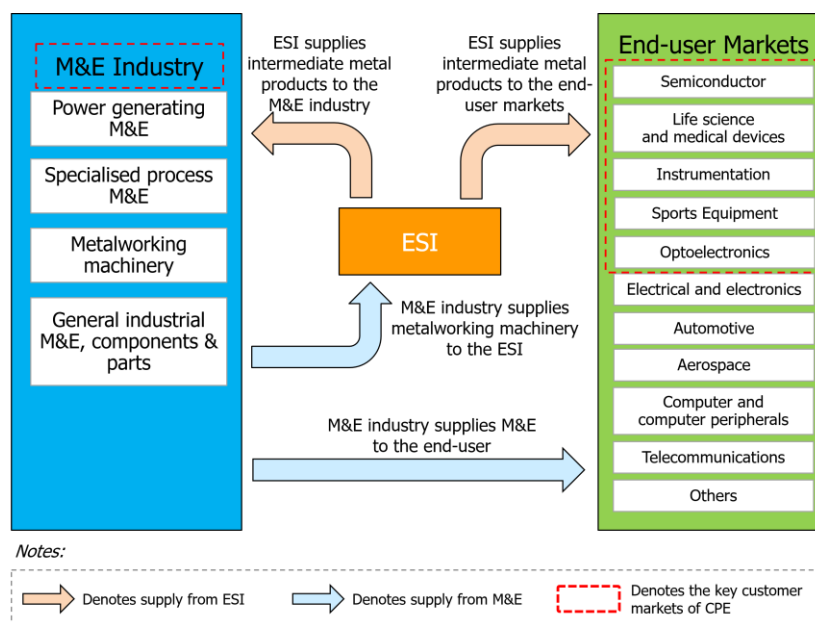 M&E Industry
Power generating
M&E
Specialised process
M&E
Metalworking
machinery
General industrial
M&E, components &
parts
ESI supplies
intermediate metal
products to the
M&E industry
ESI supplies
intermediate metal
products to the end-
user markets
ESI
M&E industry supplies
metalworking machinery
to the ESI
M&E industry supplies M&E
to the end-user
End-user Markets
Semiconductor
Life science
and medical devices
Instrumentation
Sports Equipment
Optoelectronics
Electrical and electronics
Automotive
Aerospace
Computer and
computer peripherals
Telecommunications
Others
Notes:
Denotes supply from ESI
Denotes supply from M&E
Denotes the key customer
markets of CPE